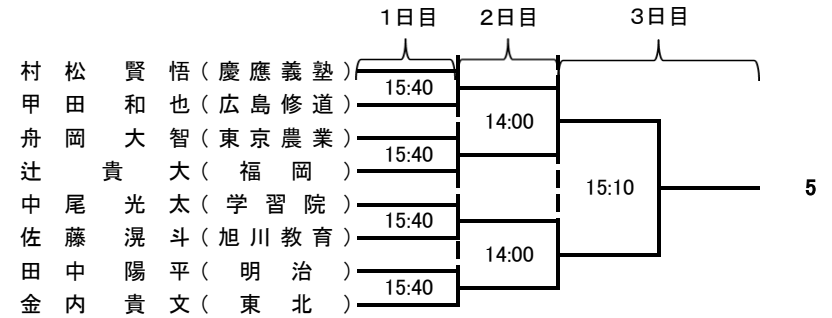 1日目 2日目 3日目
村松 賢悟(慶應義塾)
15:40
甲田 和也(広島修道)
14:00
舟岡 大智(東京農業)
15:40
辻 貴大(福岡)
15:10
5
中尾 光太(学習院)
15:40
佐藤 滉斗(旭川教育)
14:00
田中 陽平(明治)
15:40
金内 貴文(東北)